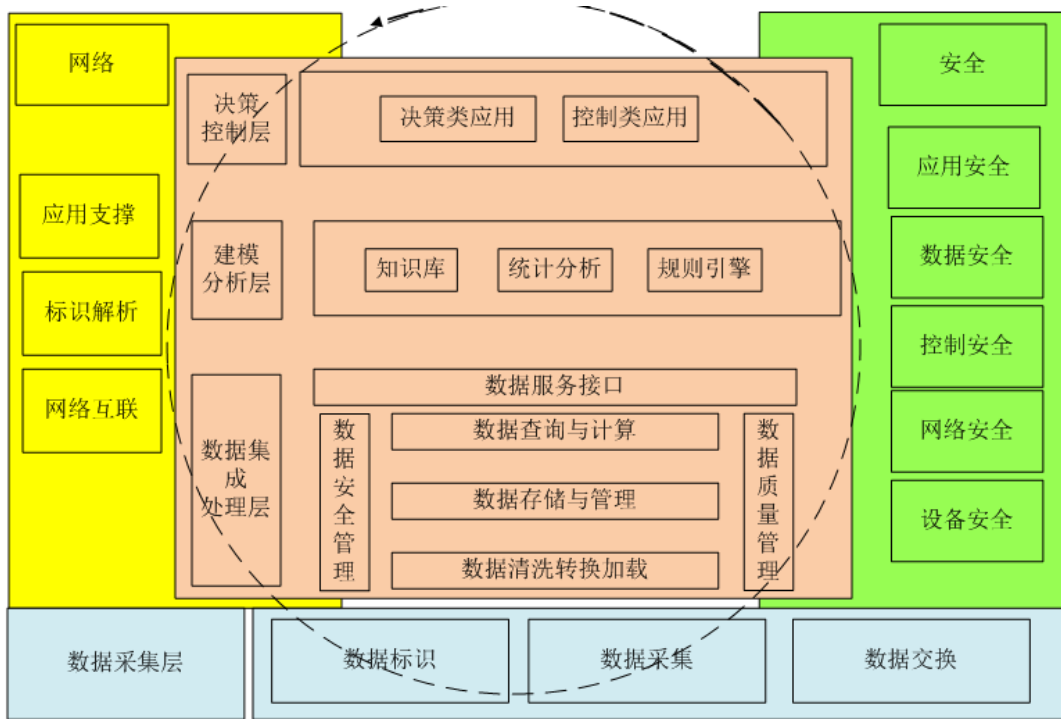 网络
应用支撑
标识解析
网络互联
决策
控制层
决策类应用
控制类应用
建模
分析层
知识库
统计分析
规则引擎
数据集
成
处理层
数据服务接口
数据安全管理
数据查询与计算
数据存储与管理
数据清洗转换加载
数据质量管理
安全
应用安全
数据安全
控制安全
网络安全
设备安全
数据采集层
数据标识
数据采集
数据交换